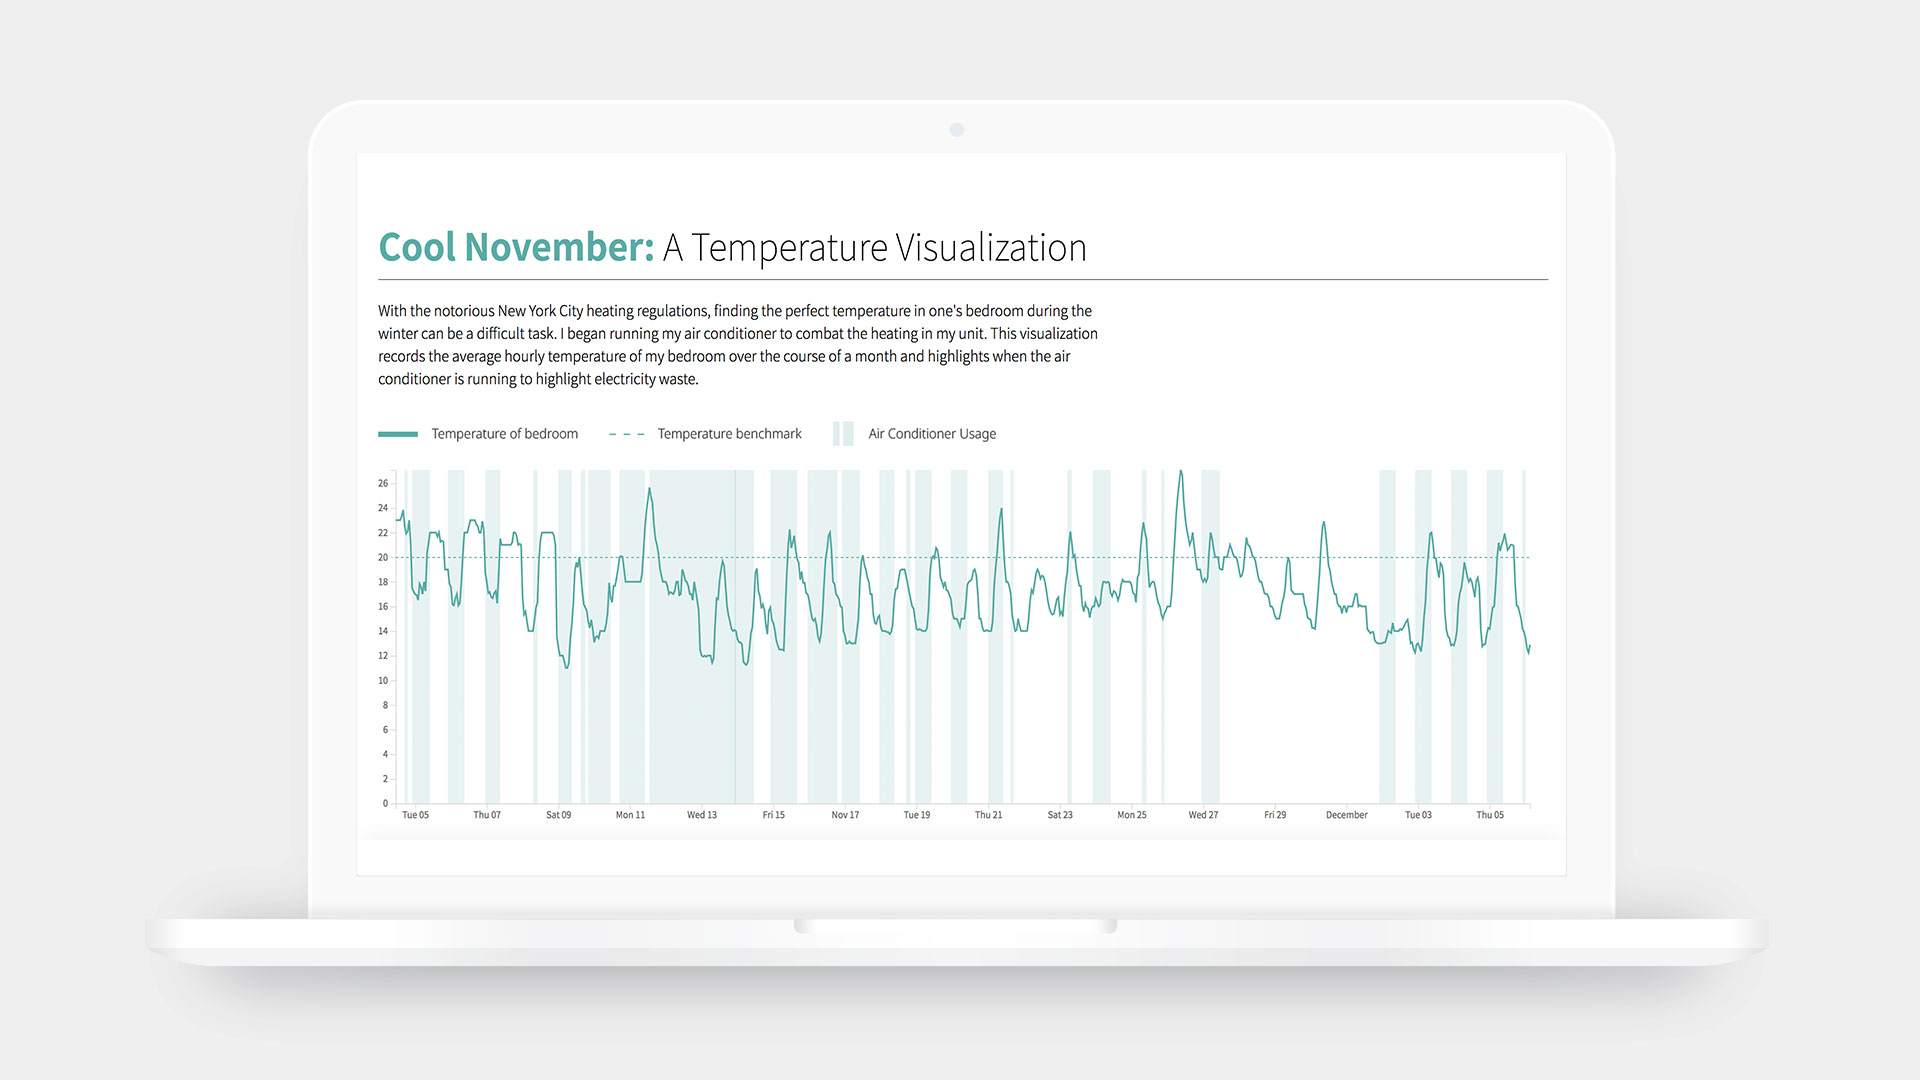 Cool November: A Temperature Visualization
With the notorious New York City heating regulations, finding the perfect temperature in one's bedroom during the
winter can be a difficult task. I began running my air conditioner to combat the heating in my unit. This visualization
records the average hourly temperature of my bedroom over the course of a month and highlights when the air
conditioner is running to highlight electricity waste.
Temperature of bedroom Temperature benchmark Air Conditioner Usage
26
24
22
20
18
16
14
12
10
8
6
4
2
0
Tue 05 Thu 07 Sat 09 Mon 11 Wed 13 Fri 15 Nov 17 Tue 19 Thu 21 Sat 23 Mon 25 Wed 27 Fri 29 December Tue 03 Thu 05